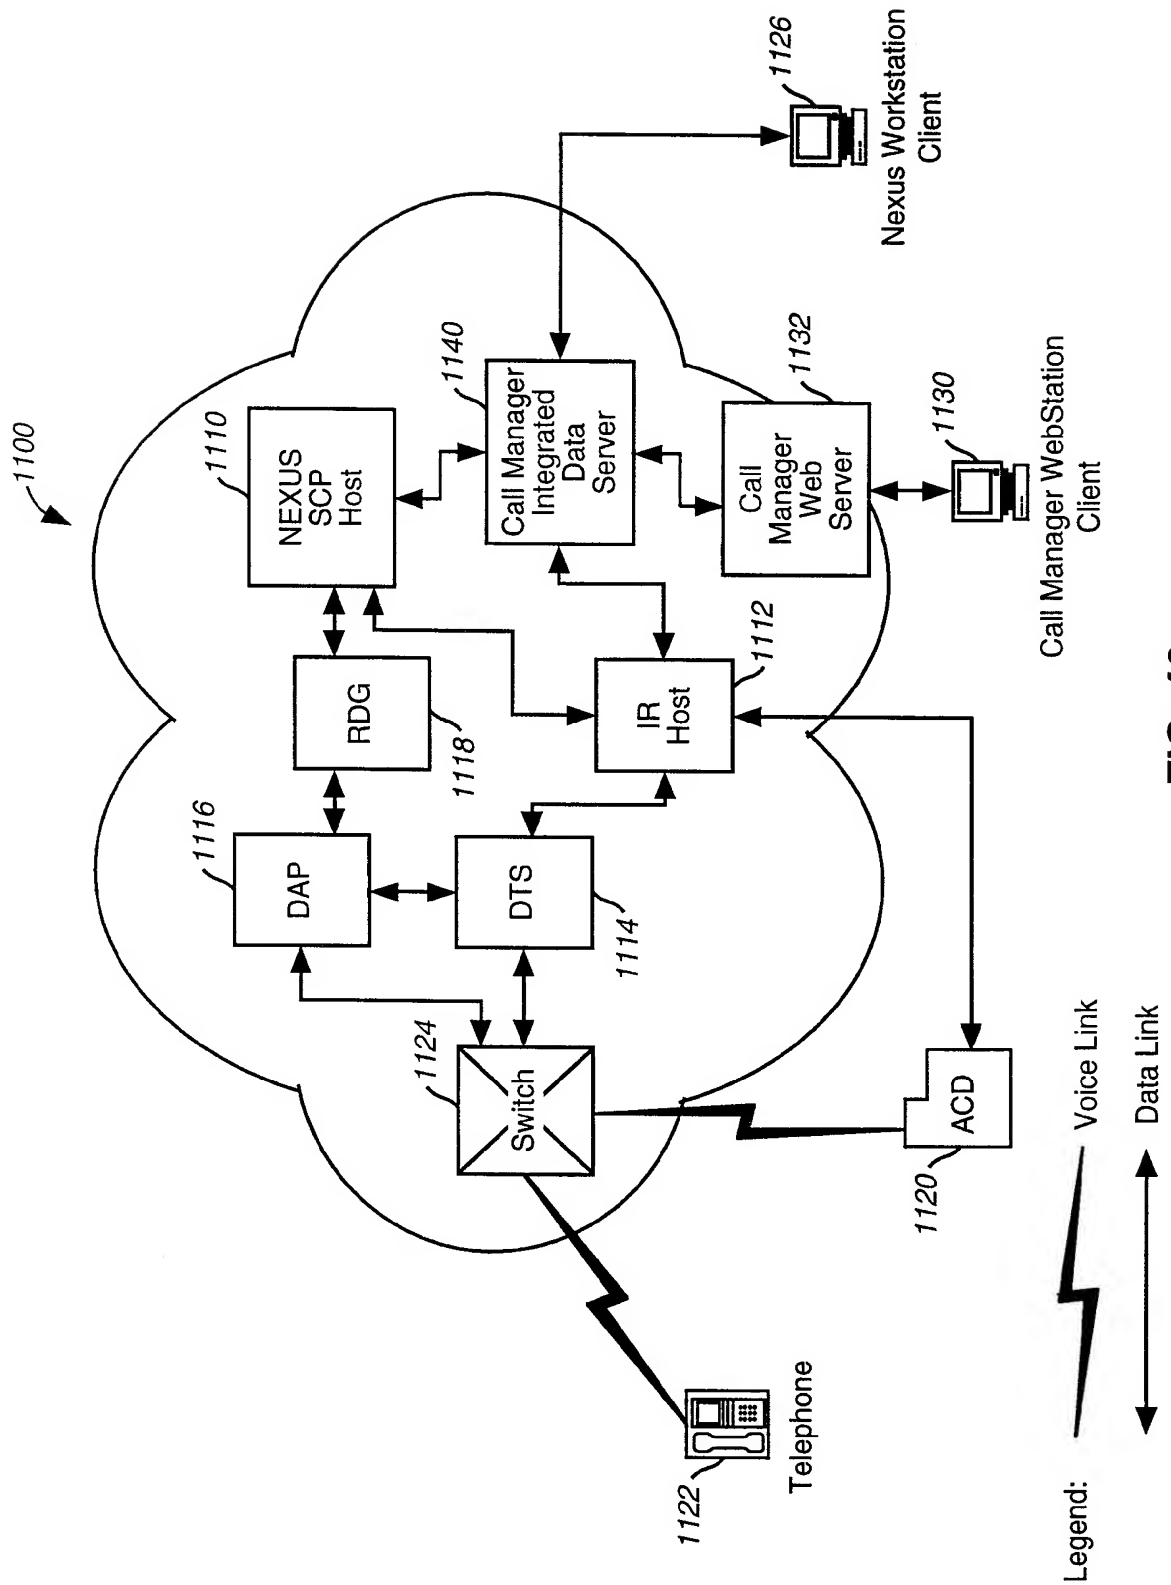 1100
1110
NEXUS
SCP
Host
1140
Call Manager
Integrated
Data
Server
1126
Nexus Workstation
Client
1132
Call
Manager
Web
Server
1130
Call Manager WebStation
Client
1118
RDG
1112
IR
Host
1116
DAP
1114
DTS
1124
Switch
1120
ACD
1122
Telephone
Legend:
Voice Link
Data Link